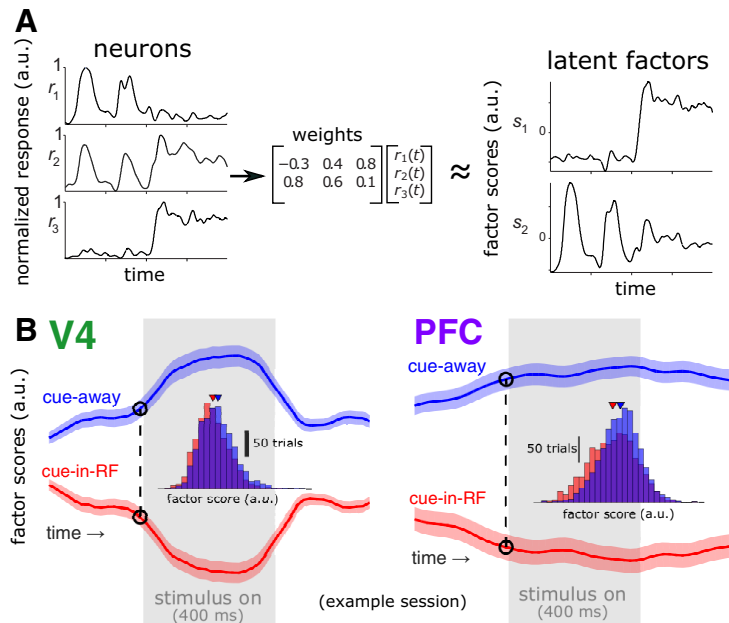 A
neurons
latent factors
normalized response (a.u.)
1
r1
1
r2
1
r3
time
weights
−0.3 0.4 0.8
0.8 0.6 0.1
r1(t)
r2(t)
r3(t)
≈
factor scores (a.u.)
s1
0
s2
0
time
B
V4
PFC
factor scores (a.u.)
cue-away
50 trials
cue-in-RF
factor score (a.u.)
time →
stimulus on
(400 ms)
(example session)
cue-away
50 trials
cue-in-RF
factor score (a.u.)
time →
stimulus on
(400 ms)